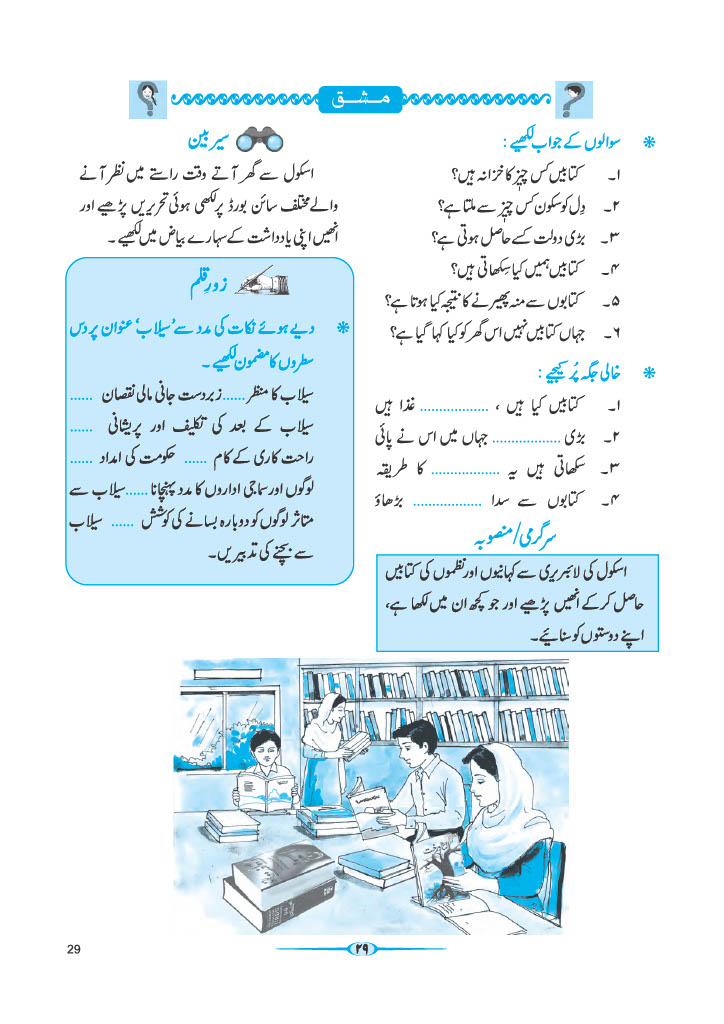 مشق
سوالوں کے جواب لکھیے :
۱۔ کتابیں کس چیز کا خزانہ ہیں؟
۲۔ دِل کو سکون کس چیز سے ملتا ہے؟
۳۔ بڑی دولت کسے حاصل ہوتی ہے؟
۴۔ کتابیں ہمیں کیا سِکھاتی ہیں؟
۵۔ کتابوں سے منہ پھیرنے کا نتیجہ کیا ہوتا ہے؟
۶۔ جہاں کتابیں نہیں اس گھر کو کیا کہا گیا ہے؟
خالی جگہ پُر کیجیے :
۱۔ کتابیں کیا ہیں ، .................. غذا ہیں
۲۔ بڑی .................. جہاں میں اس نے پائی
۳۔ سکھاتی ہیں یہ .................. کا طریقہ
۴۔ کتابوں سے سدا .................. بڑھاؤ
سرگرمی/منصوبہ
اسکول کی لائبریری سے کہانیوں اور نظموں کی کتابیں
حاصل کرکے انھیں پڑھیے اور جو کچھ ان میں لکھا ہے،
اپنے دوستوں کو سنائیے۔
سیربین
اسکول سے گھر آتے وقت راستے میں نظر آنے
والے مختلف سائن بورڈ پر لکھی ہوئی تحریریں پڑھیے اور
انھیں اپنی یادداشت کے سہارے بیاض میں لکھیے ۔
زورِ قلم
دیے ہوئے نکات کی مدد سے ’سیلاب‘ عنوان پر دس
سطروں کا مضمون لکھیے ۔
سیلاب کا منظر ...... زبردست جانی مالی نقصان ......
سیلاب کے بعد کی تکلیف اور پریشانی ......
راحت کاری کے کام ...... حکومت کی امداد ......
لوگوں اور سماجی اداروں کا مدد پہنچانا ...... سیلاب سے
متاثر لوگوں کو دوبارہ بسانے کی کوشش ...... سیلاب
سے بچنے کی تدبیریں۔
29
۲۹